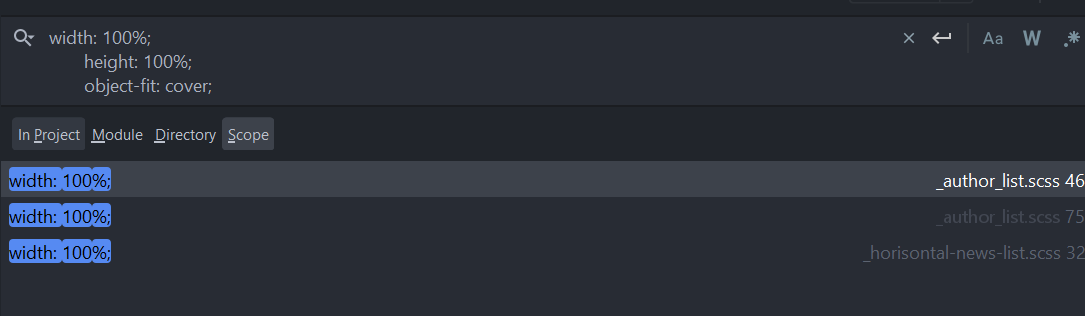 width: 100%;
height: 100%;
object-fit: cover;
Aa W .*
In Project Module Directory Scope
width: 100%; _author_list.scss 46
width: 100%; _author_list.scss 75
width: 100%; _horisontal-news-list.scss 32